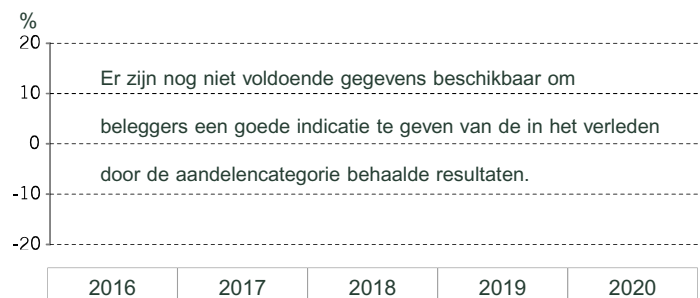 %
20
Er zijn nog niet voldoende gegevens beschikbaar om
10
beleggers een goede indicatie te geven van de in het verleden
0
door de aandelencategorie behaalde resultaten.
-10
-20
2016 2017 2018 2019 2020